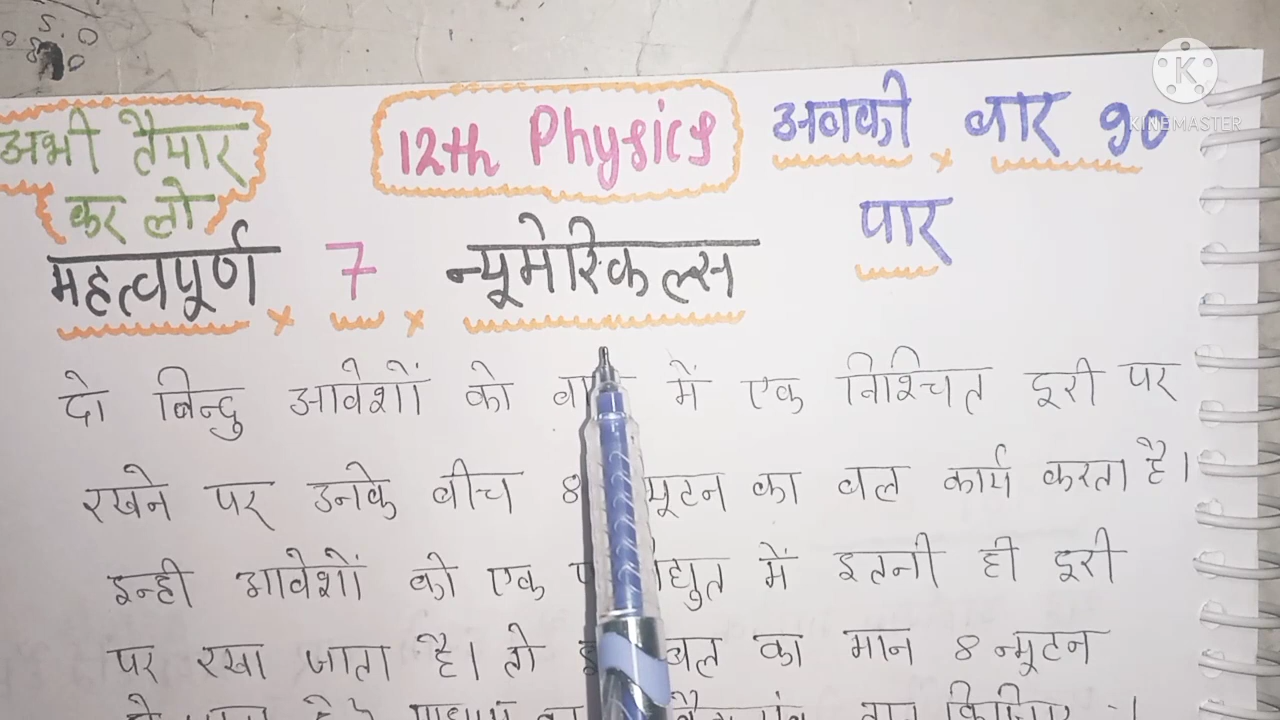 अभी तैयार
कर लो
12th Physics
अबकी बार 90
पार
KINEMASTER
महत्वपूर्ण 7 न्यूमेरिकल्स
दो बिन्दु आवेशों को में एक निश्चित दूरी पर
रखने पर उनके बीच 8 का बल कार्य करता है।
इन्ही आवेशों को एक में इतनी ही दूरी
पर रखा जाता है। तो बल का मान 8 न्यूटन